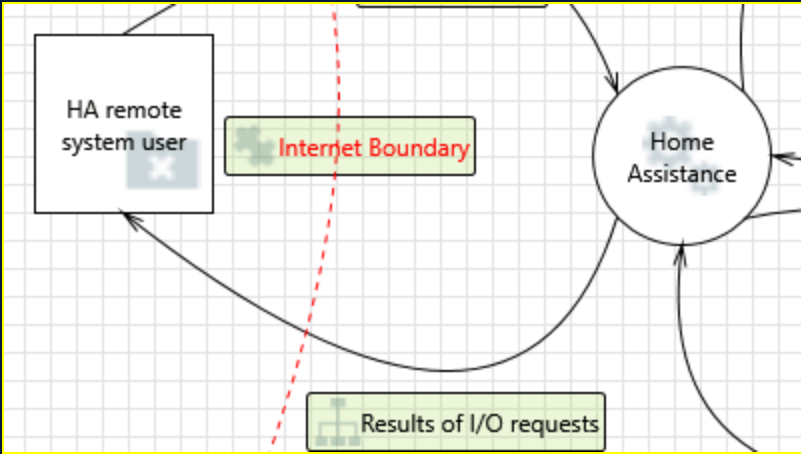 HA remote
system user
Internet Boundary
Home
Assistance
Results of I/O requests